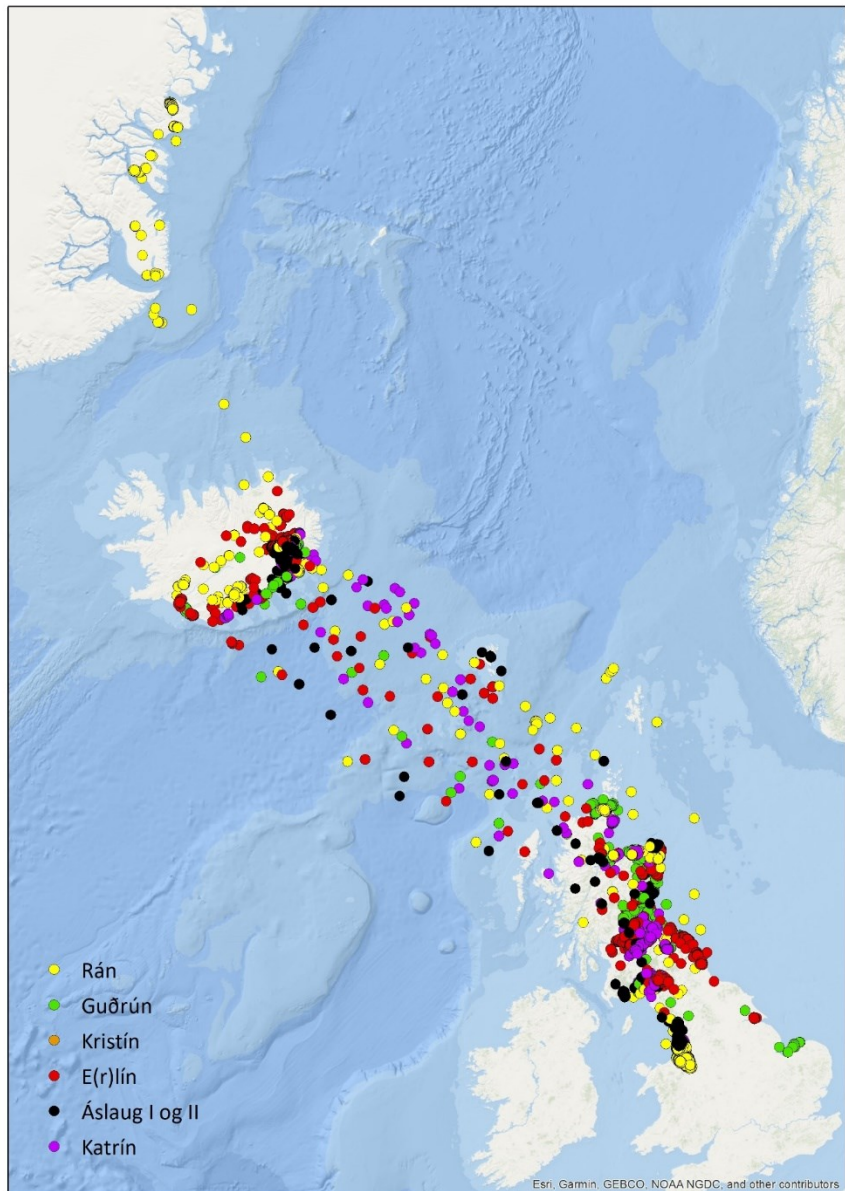 Rán
Guðrún
Kristín
E(r)lín
Áslaug I og II
Katrín
Esri, Garmin, GEBCO, NOAA NGDC, and other contributors